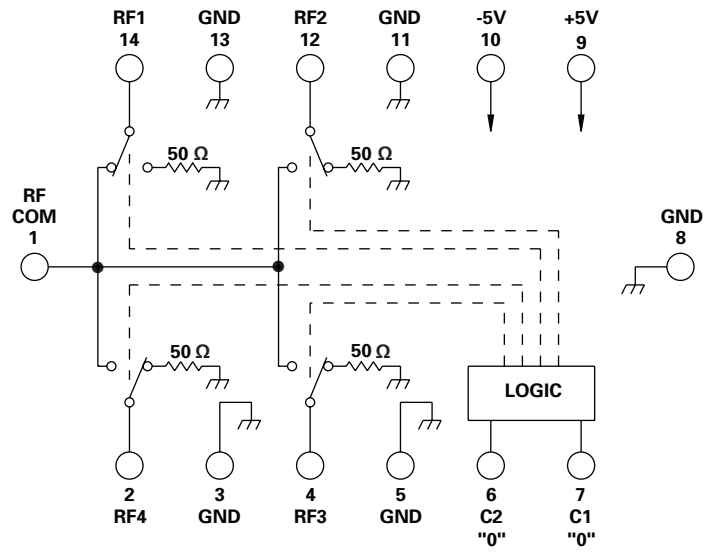 RF1 GND RF2 GND -5V +5V
14 13 12 11 10 9
50 Ω 50 Ω
RF
COM
1
GND
8
50 Ω 50 Ω
LOGIC
2 3 4 5 6 7
RF4 GND RF3 GND C2 C1
"0" "0"